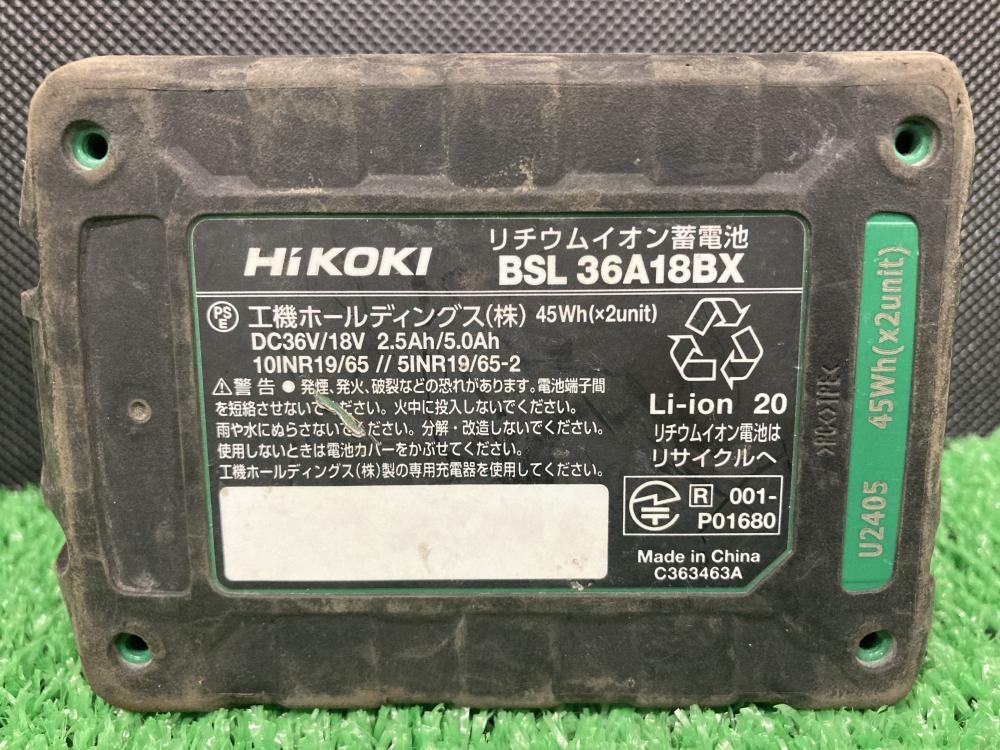 HiKOKI
リチウムイオン蓄電池
BSL 36A18BX
PS E 工機ホールディングス(株) 45Wh(×2unit)
DC36V/18V 2.5Ah/5.0Ah
10INR19/65 // 5INR19/65-2
⚠警告 ● 発煙、発火、破裂などの恐れがあります。電池端子間
を短絡させないでください。火中に投入しないでください。
雨や水にぬらさないでください。分解・改造しないでください。
使用しないときは電池カバーをかぶせてください。
工機ホールディングス(株)製の専用充電器を使用してください。
Li-ion 20
リチウムイオン電池は
リサイクルへ
R 001-
P01680
Made in China
C363463A
U2405 45Wh(x2unit)